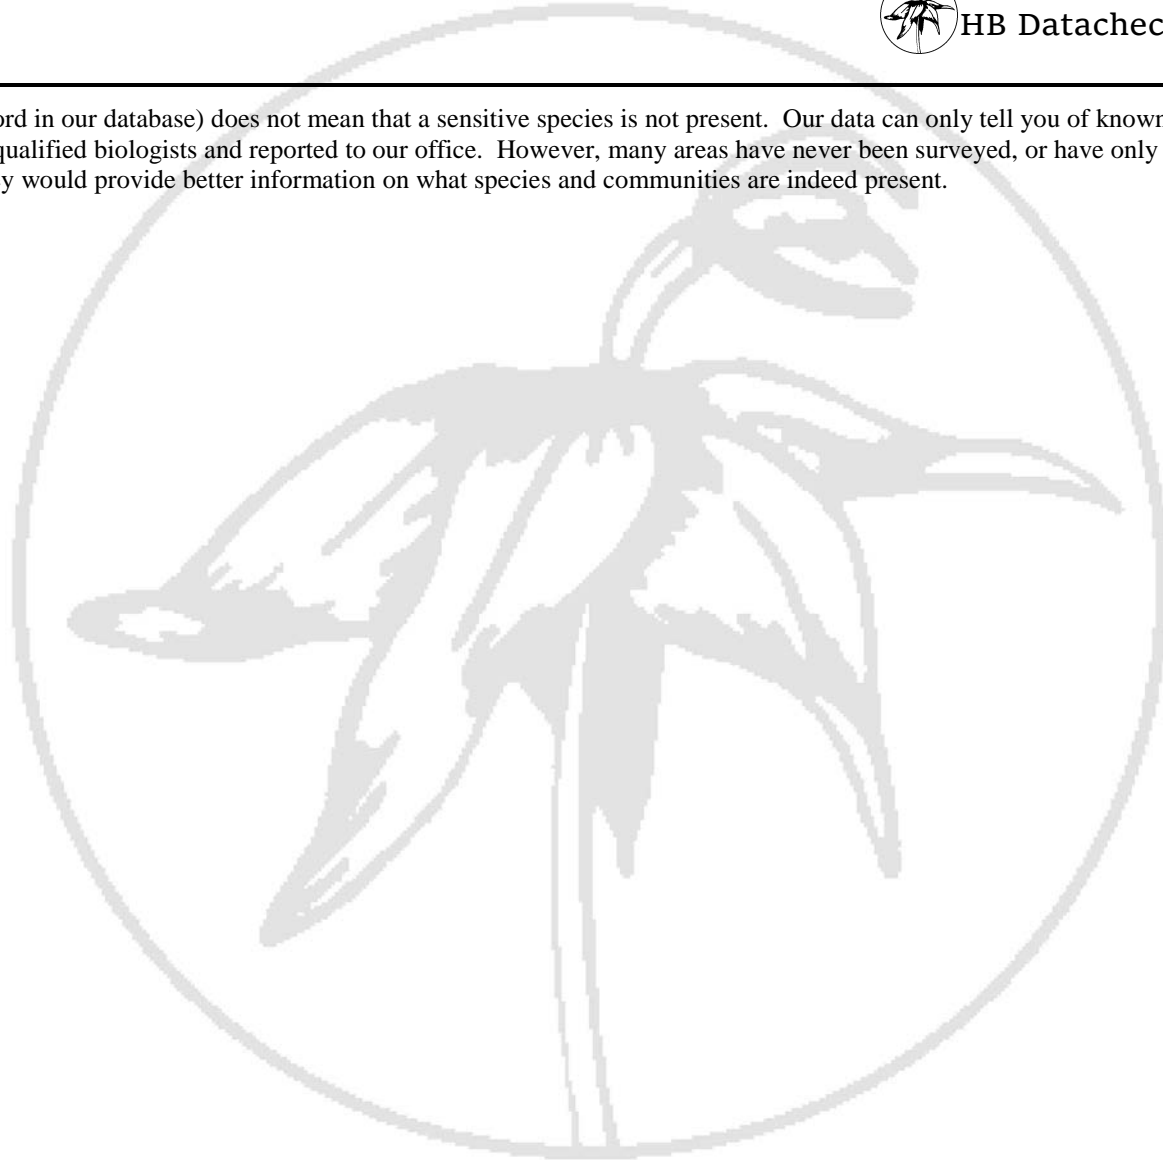 HB Datachec
ord in our database) does not mean that a sensitive species is not present.  Our data can only tell you of known
qualified biologists and reported to our office.  However, many areas have never been surveyed, or have only
y would provide better information on what species and communities are indeed present.